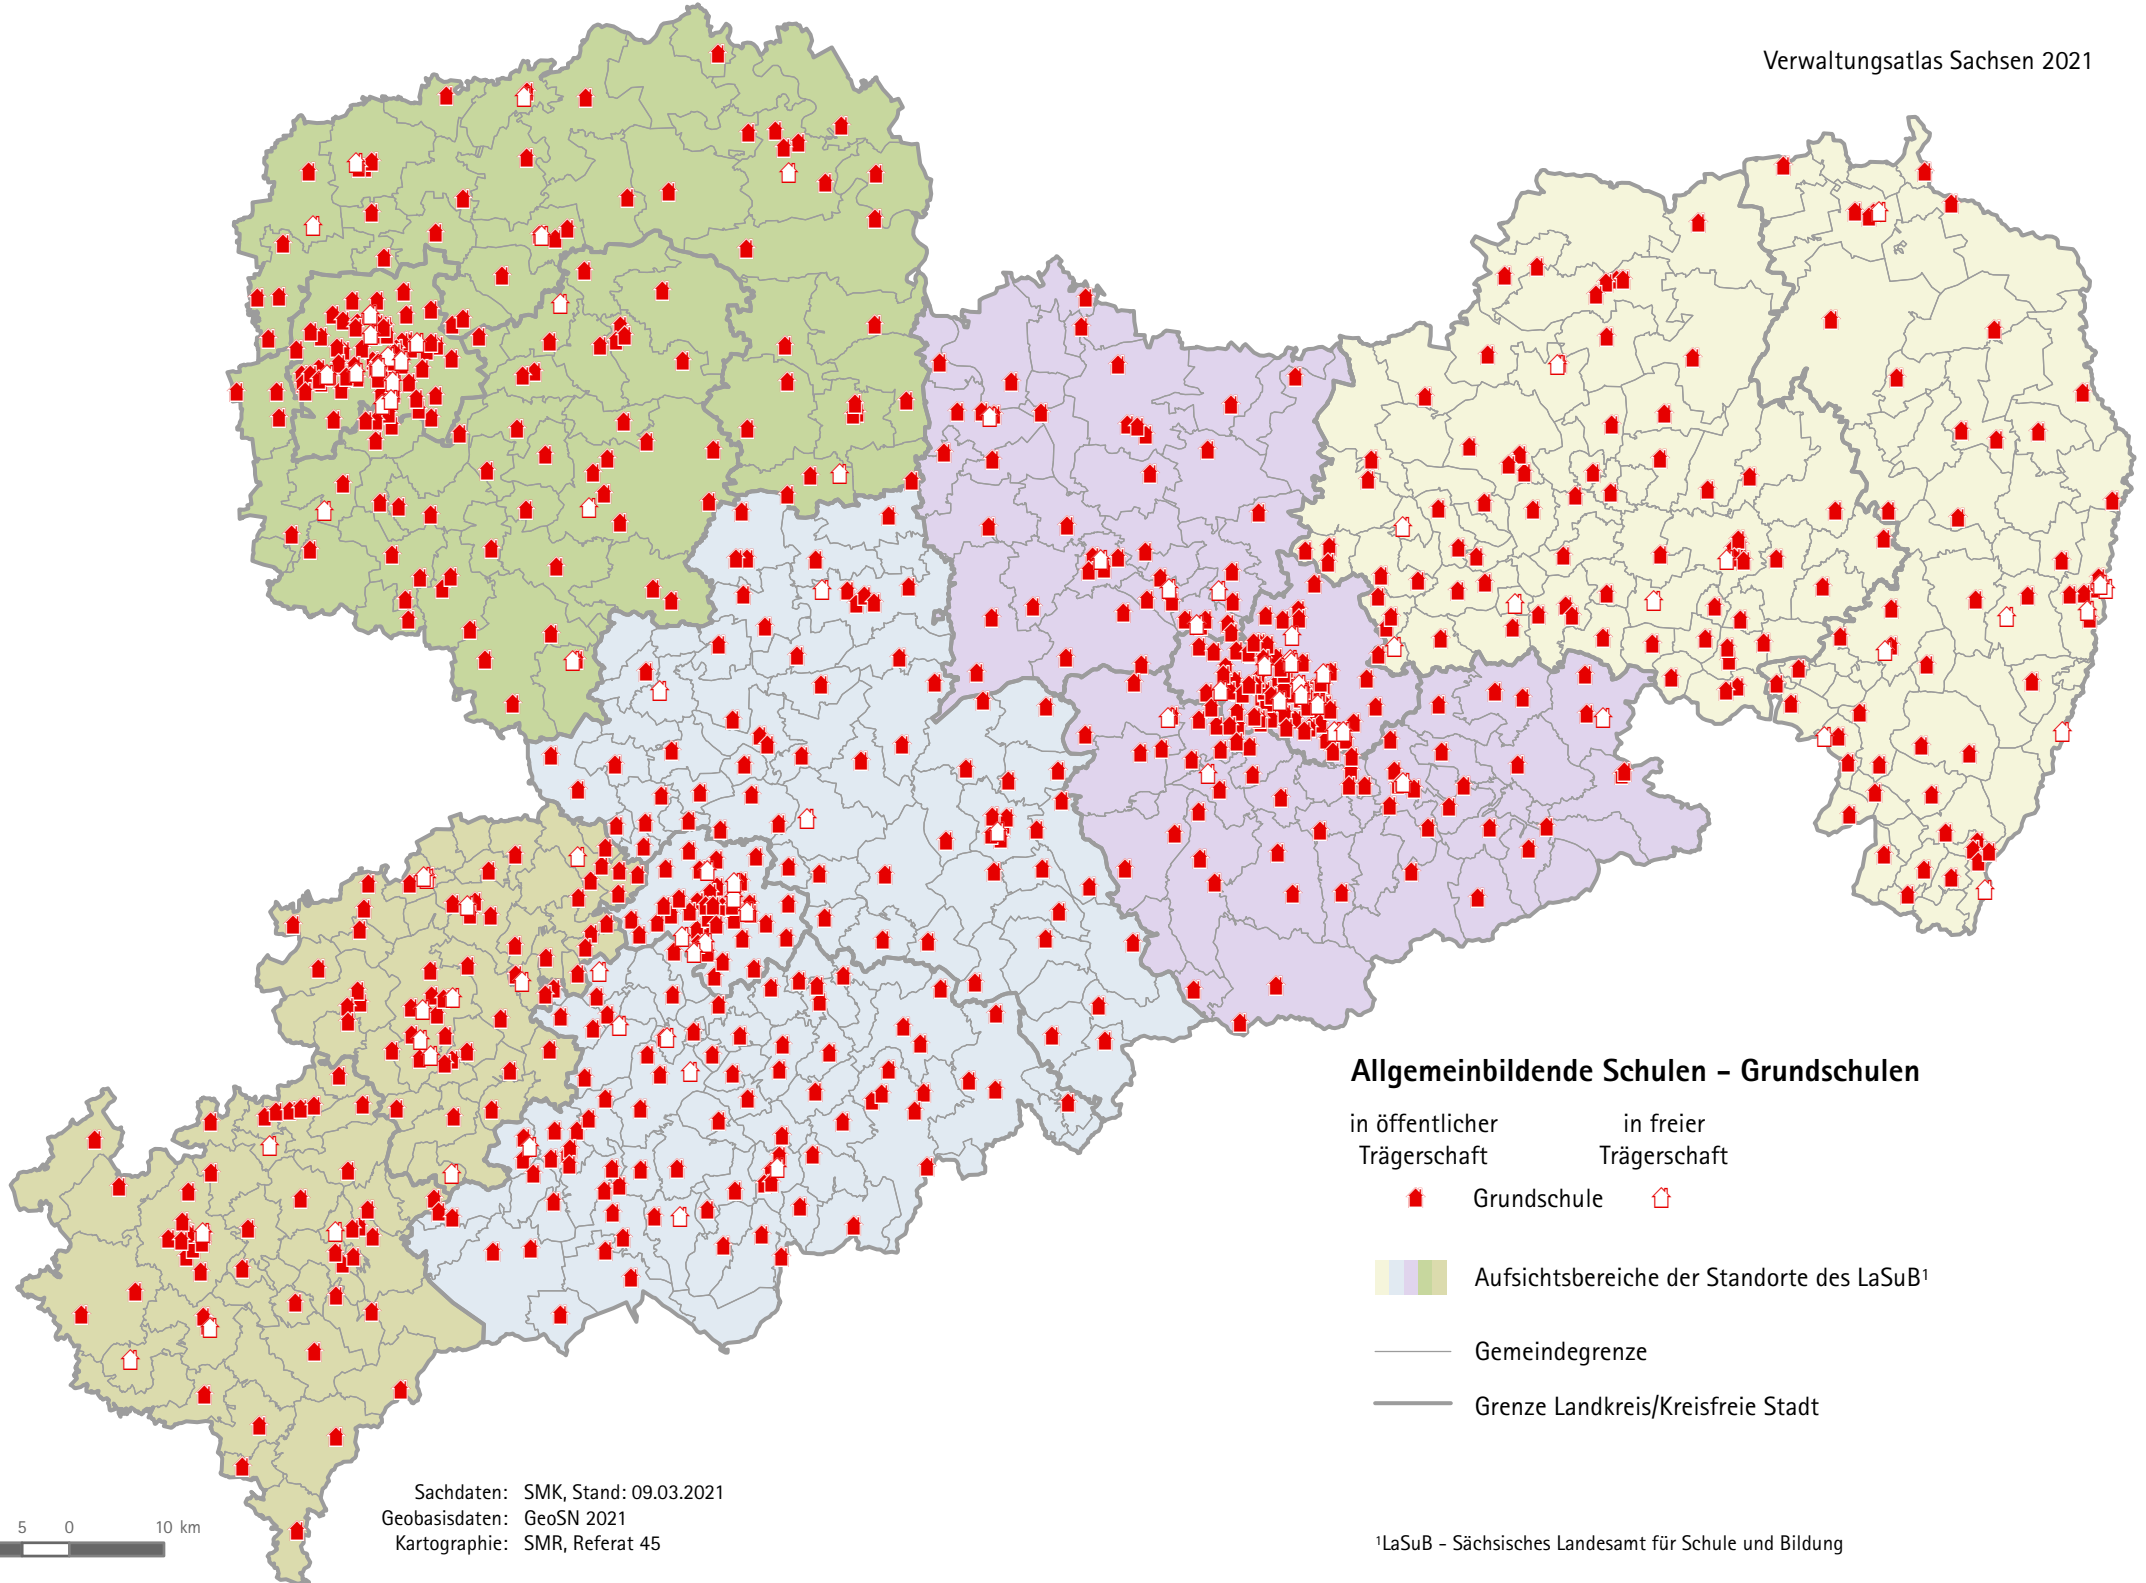 Verwaltungsatlas Sachsen 2021
Allgemeinbildende Schulen – Grundschulen
in öffentlicher Trägerschaft
in freier Trägerschaft
Grundschule
Aufsichtsbereiche der Standorte des LaSuB¹
Gemeindegrenze
Grenze Landkreis/Kreisfreie Stadt
Sachdaten: SMK, Stand: 09.03.2021
Geobasisdaten: GeoSN 2021
Kartographie: SMR, Referat 45
5 0 10 km
¹LaSuB - Sächsisches Landesamt für Schule und Bildung